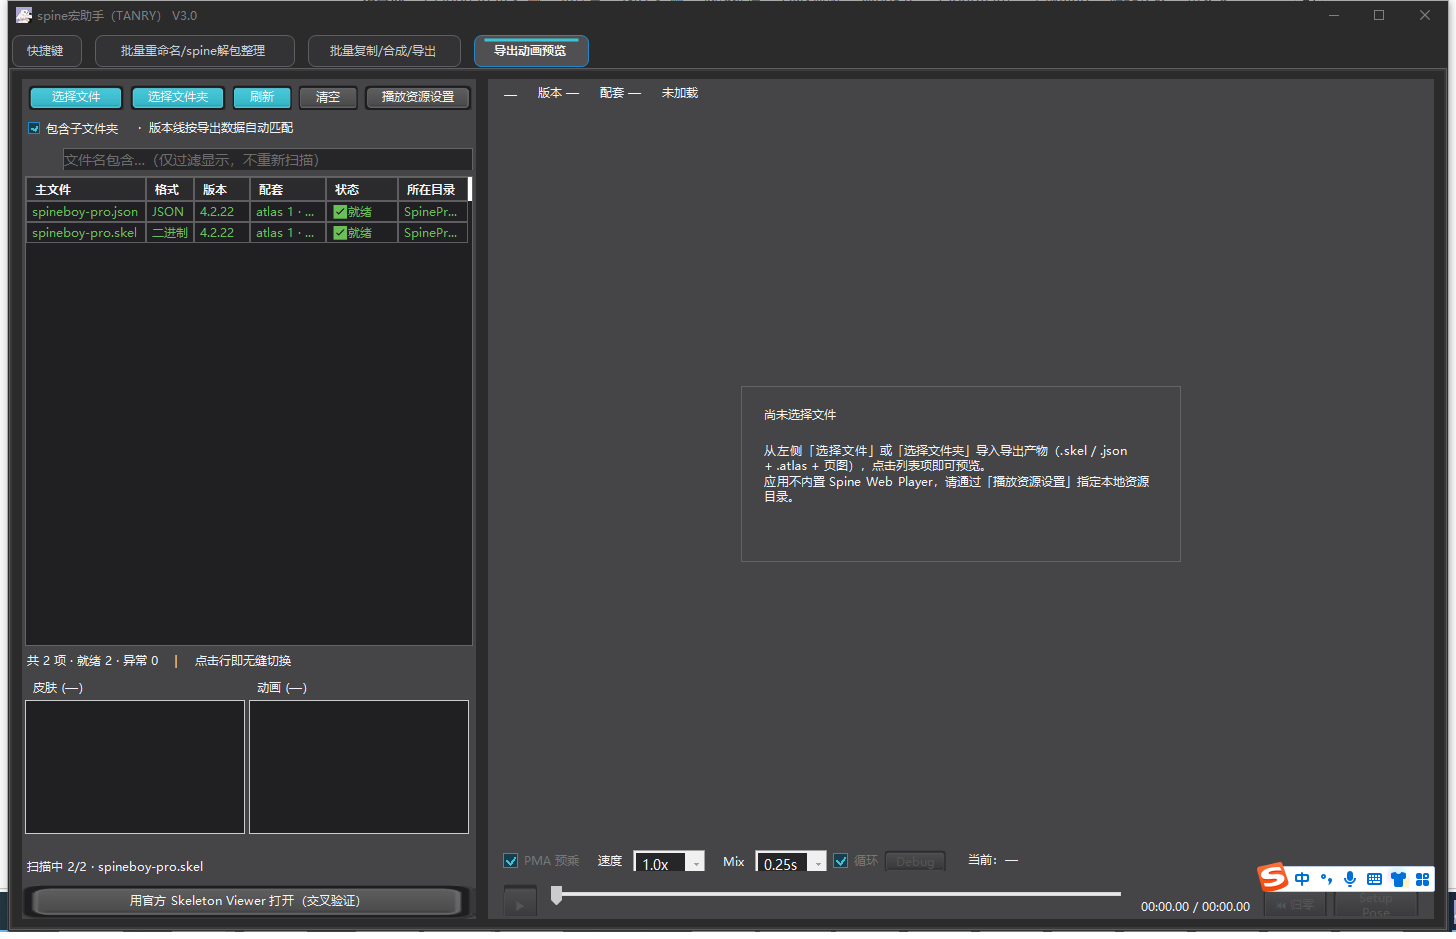 spine宏助手（TANRY） V3.0
快捷键
批量重命名/spine解包整理
批量复制/合成/导出
导出动画预览
选择文件
选择文件夹
刷新
清空
播放资源设置
— 版本 — 配套 — 未加载
包含子文件夹 · 版本线按导出数据自动匹配
文件名包含...（仅过滤显示，不重新扫描）
主文件 格式 版本 配套 状态 所在目录
spineboy-pro.json JSON 4.2.22 atlas 1 · ... ✅就绪 SpinePr...
spineboy-pro.skel 二进制 4.2.22 atlas 1 · ... ✅就绪 SpinePr...
尚未选择文件
从左侧「选择文件」或「选择文件夹」导入导出产物（.skel / .json
+ .atlas + 页图），点击列表项即可预览。
应用不内置 Spine Web Player，请通过「播放资源设置」指定本地资源
目录。
共 2 项 · 就绪 2 · 异常 0 | 点击行即无缝切换
皮肤 (—)
动画 (—)
扫描中 2/2 · spineboy-pro.skel
用官方 Skeleton Viewer 打开（交叉验证）
PMA 预乘 速度 1.0x Mix 0.25s 循环 Debug 当前：—
00:00.00 / 00:00.00
归零
Setup
Pose
中